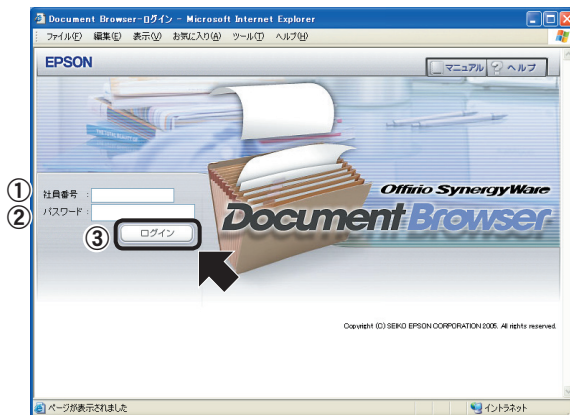 Document Browser-ログイン - Microsoft Internet Explorer
ファイル(F) 編集(E) 表示(V) お気に入り(A) ツール(T) ヘルプ(H)
EPSON
マニュアル ヘルプ
① 社員番号 :
② パスワード :
③ ログイン
Offirio SynergyWare
Document Browser
Copyright (C) SEIKO EPSON CORPORATION 2005. All rights reserved.
ページが表示されました
イントラネット